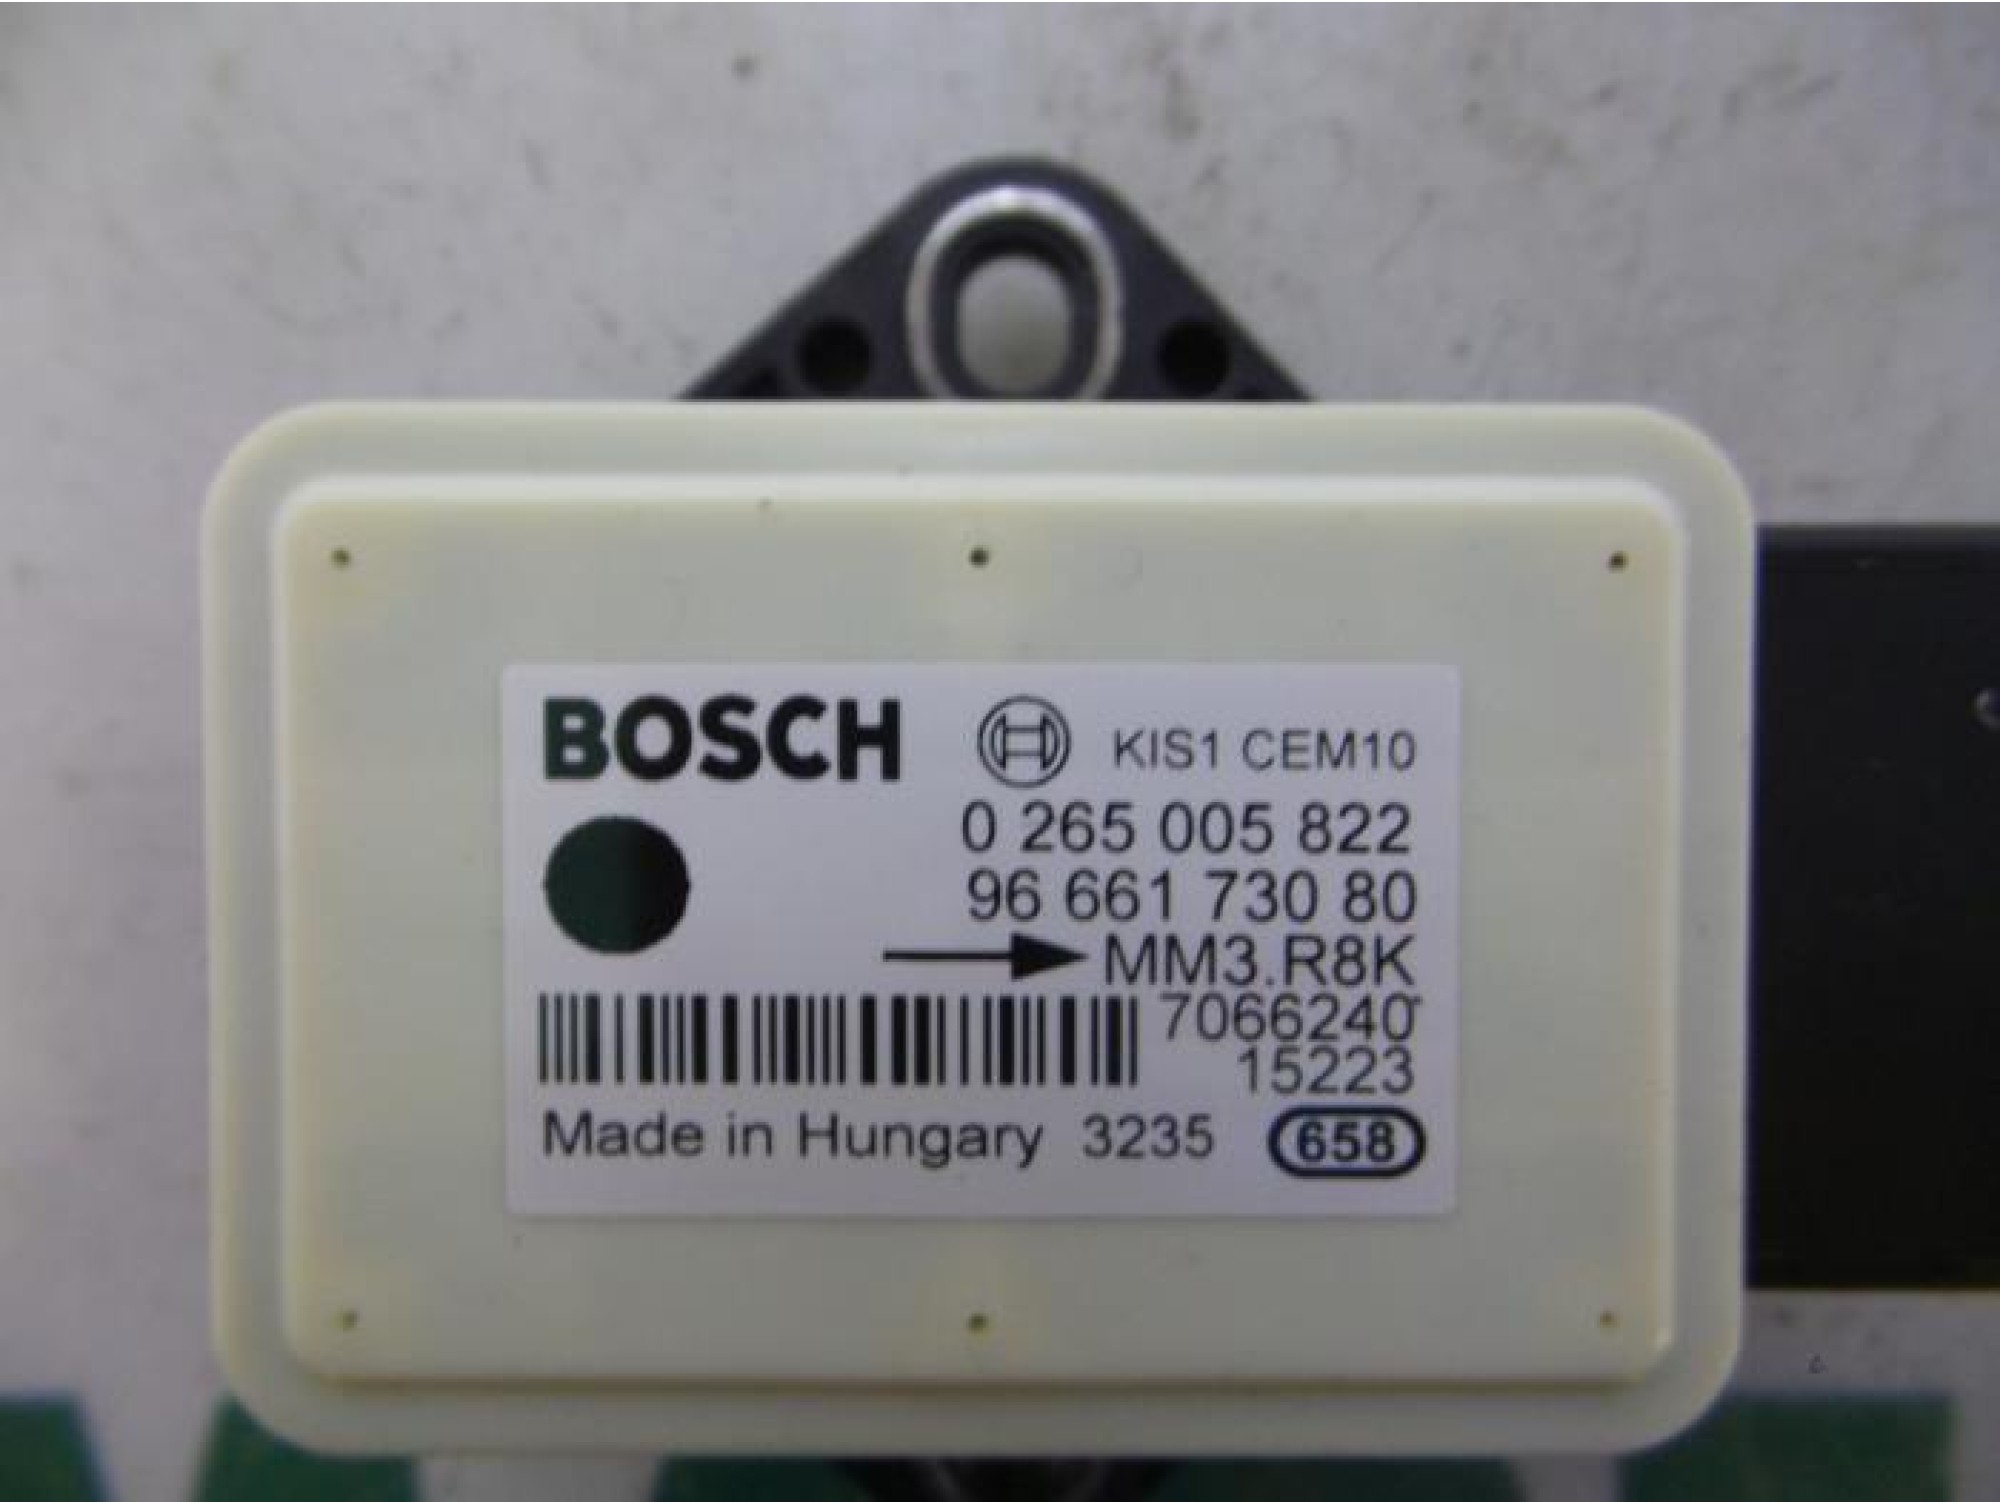 BOSCH KIS1 CEM10
0 265 005 822
96 661 730 80
MM3.R8K
7066240
15223
Made in Hungary 3235 658